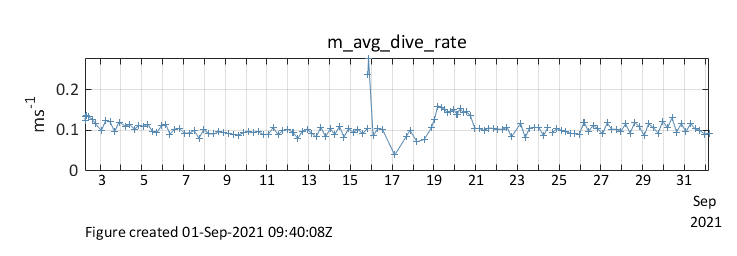 m_avg_dive_rate
ms-1
0.2
0.1
0
3 5 7 9 11 13 15 17 19 21 23 25 27 29 31
Sep
2021
Figure created 01-Sep-2021 09:40:08Z